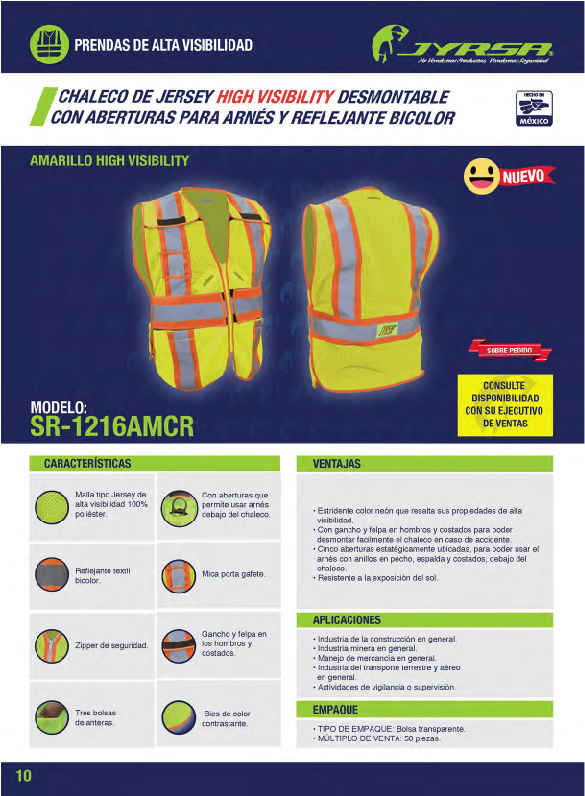 PRENDAS DE ALTA VISIBILIDAD
JYRSA®
No Vendemos Productos, Vendemos Seguridad
CHALECO DE JERSEY HIGH VISIBILITY DESMONTABLE
CON ABERTURAS PARA ARNÉS Y REFLEJANTE BICOLOR
HECHO EN
MÉXICO
AMARILLO HIGH VISIBILITY
NUEVO
JYRSA
SOBRE PEDIDO
CONSULTE
DISPONIBILIDAD
CON SU EJECUTIVO
DE VENTAS
MODELO:
SR-1216AMCR
CARACTERÍSTICAS
Malla tipo Jersey de
alta visibilidad 100%
poliéster.
Con aberturas que
permite usar arnés
debajo del chaleco.
Reflejante textil
bicolor.
Mica porta gafete.
Zipper de seguridad.
Gancho y felpa en
los hombros y
costados.
Tres bolsas
delanteras.
Bies de color
contrastante.
VENTAJAS
• Estridente color neón que resalta sus propiedades de alta
visibilidad.
• Con gancho y felpa en hombros y costados para poder
desmontar facilmente el chaleco en caso de accidente.
• Cinco aberturas estatégicamente ubicadas, para poder usar el
arnés con anillos en pecho, espalda y costados, debajo del
chaleco.
• Resistente a la exposición del sol.
APLICACIONES
• Industria de la construcción en general.
• Industria minera en general.
• Manejo de mercancía en general.
• Industria del transporte terrestre y aéreo
en general.
• Actividades de vigilancia o supervisión.
EMPAQUE
• TIPO DE EMPAQUE: Bolsa transparente.
• MÚLTIPLO DE VENTA: 50 piezas.
10